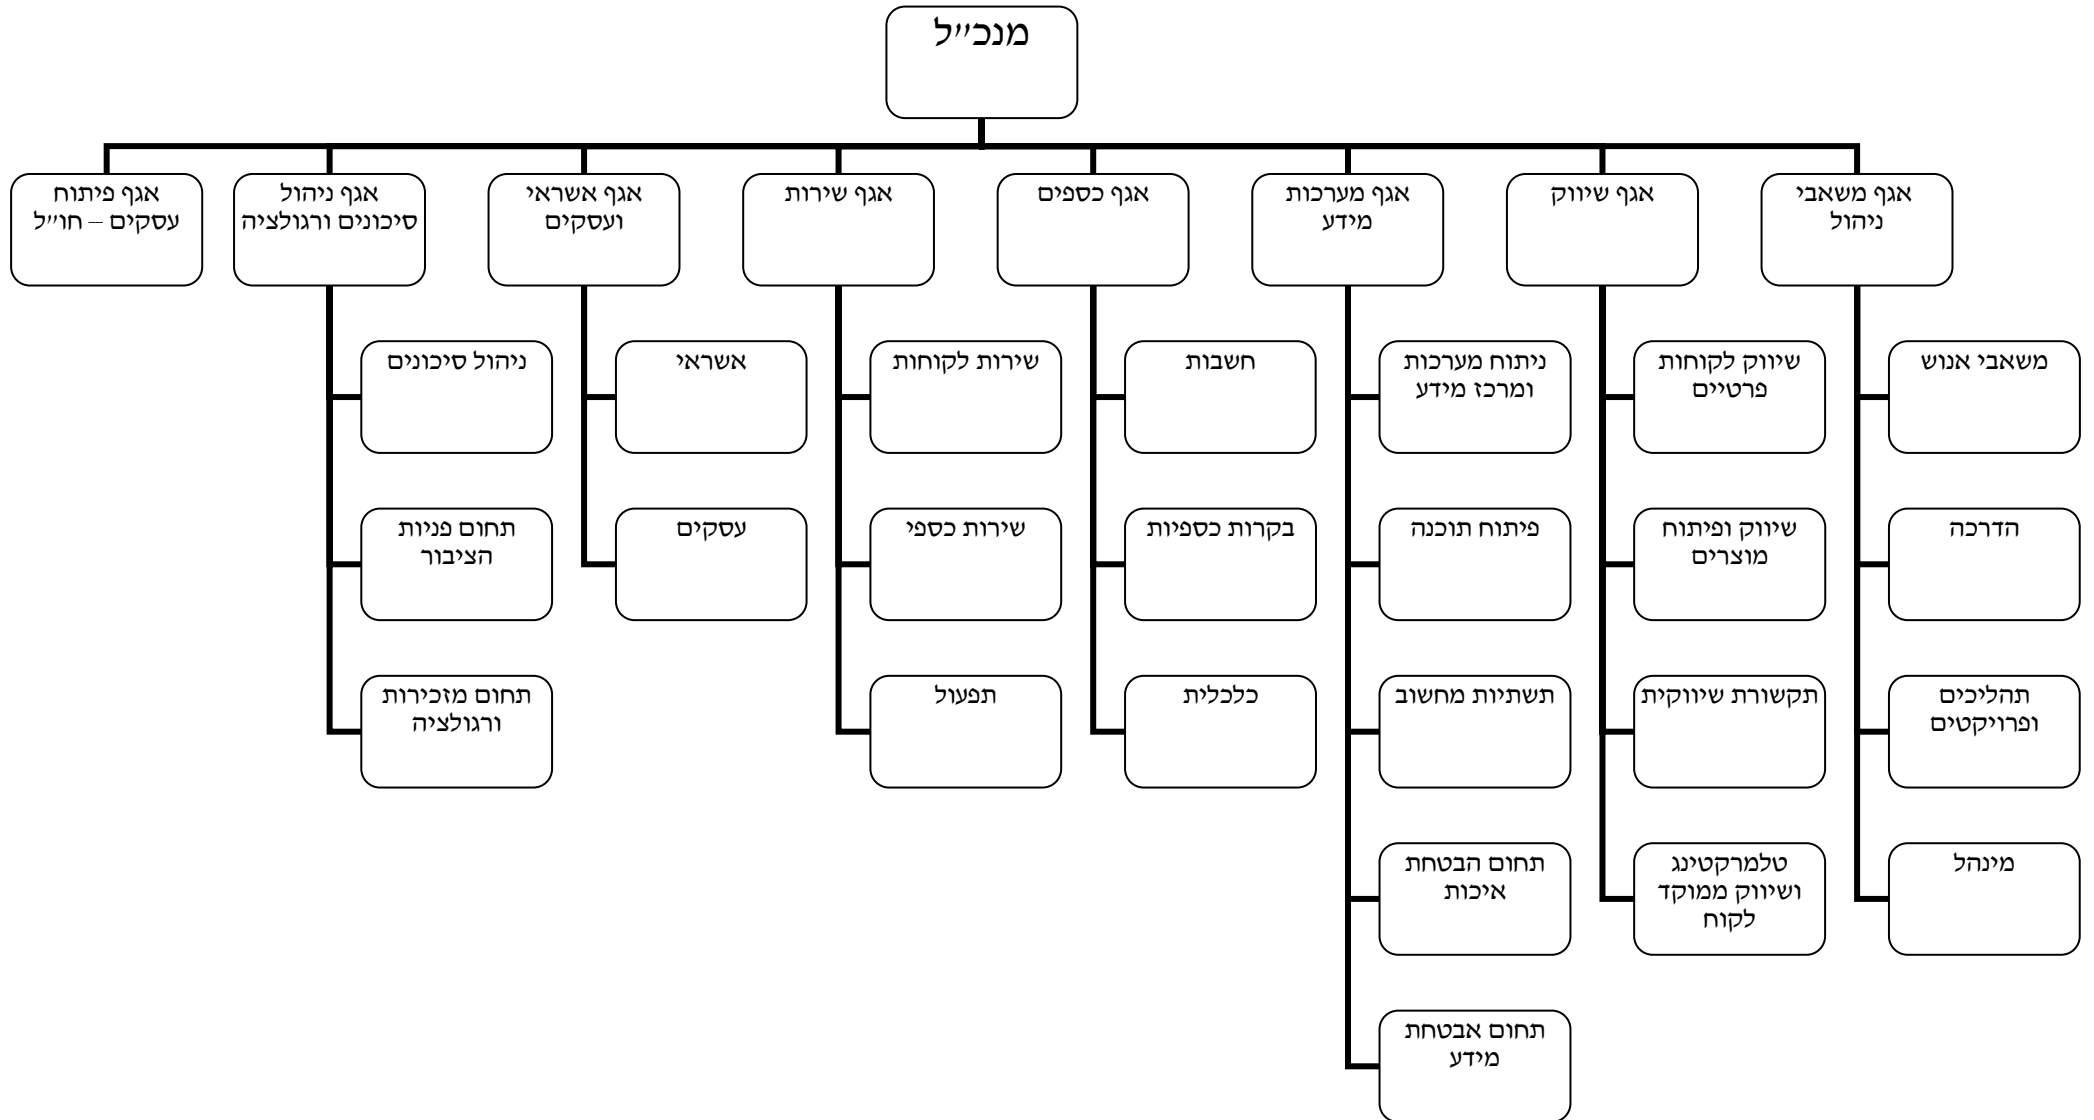 מנכ״ל
אגף משאבי
ניהול
אגף שיווק
אגף מערכות
מידע
אגף כספים
אגף שירות
אגף אשראי
ועסקים
אגף ניהול
סיכונים ורגולציה
אגף פיתוח
עסקים – חו״ל
משאבי אנוש
הדרכה
תהליכים
ופרויקטים
מינהל
שיווק לקוחות
פרטיים
שיווק ופיתוח
מוצרים
תקשורת שיווקית
טלמרקטינג
ושיווק ממוקד
לקוח
ניתוח מערכות
ומרכז מידע
פיתוח תוכנה
תשתיות מחשוב
תחום הבטחת
איכות
תחום אבטחת
מידע
חשבות
בקרות כספיות
כלכלית
שירות לקוחות
שירות כספי
תפעול
אשראי
עסקים
ניהול סיכונים
תחום פניות
הציבור
תחום מזכירות
ורגולציה